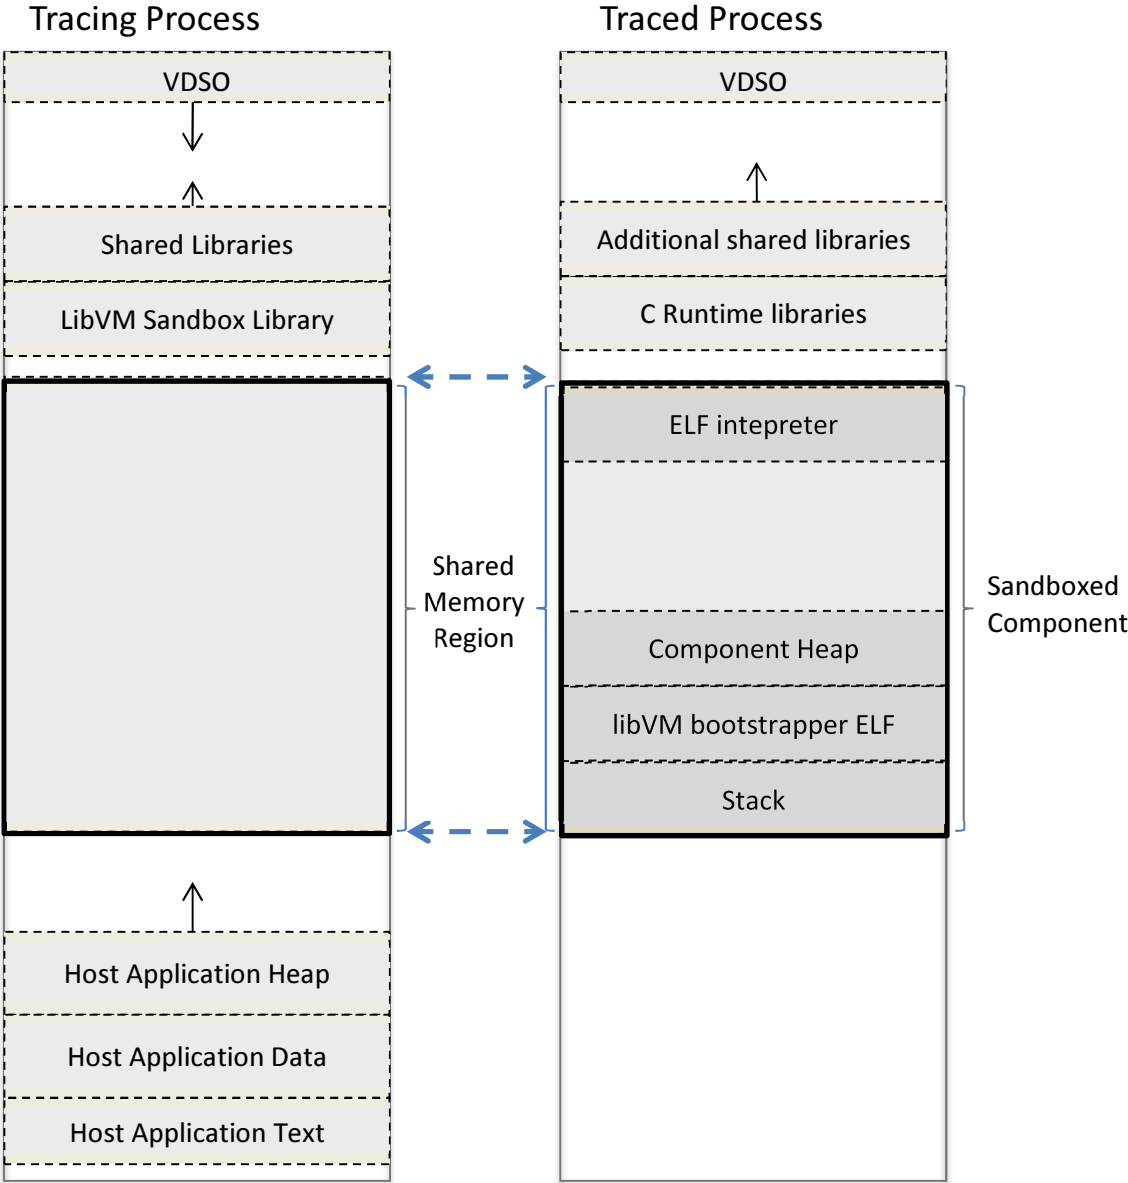 Tracing Process
VDSO
Shared Libraries
LibVM Sandbox Library
Host Application Heap
Host Application Data
Host Application Text
Shared
Memory
Region
Traced Process
VDSO
Additional shared libraries
C Runtime libraries
ELF intepreter
Component Heap
libVM bootstrapper ELF
Stack
Sandboxed
Component